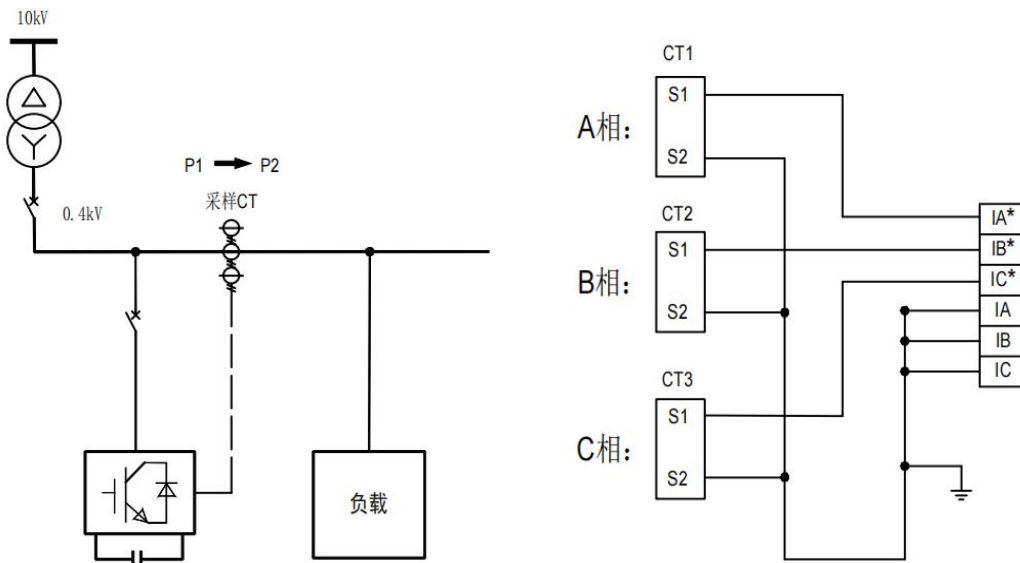 10kV
0.4kV
P1 P2
采样CT
负载
CT1
A相：
S1
S2
CT2
B相：
S1
S2
CT3
C相：
S1
S2
IA*
IB*
IC*
IA
IB
IC